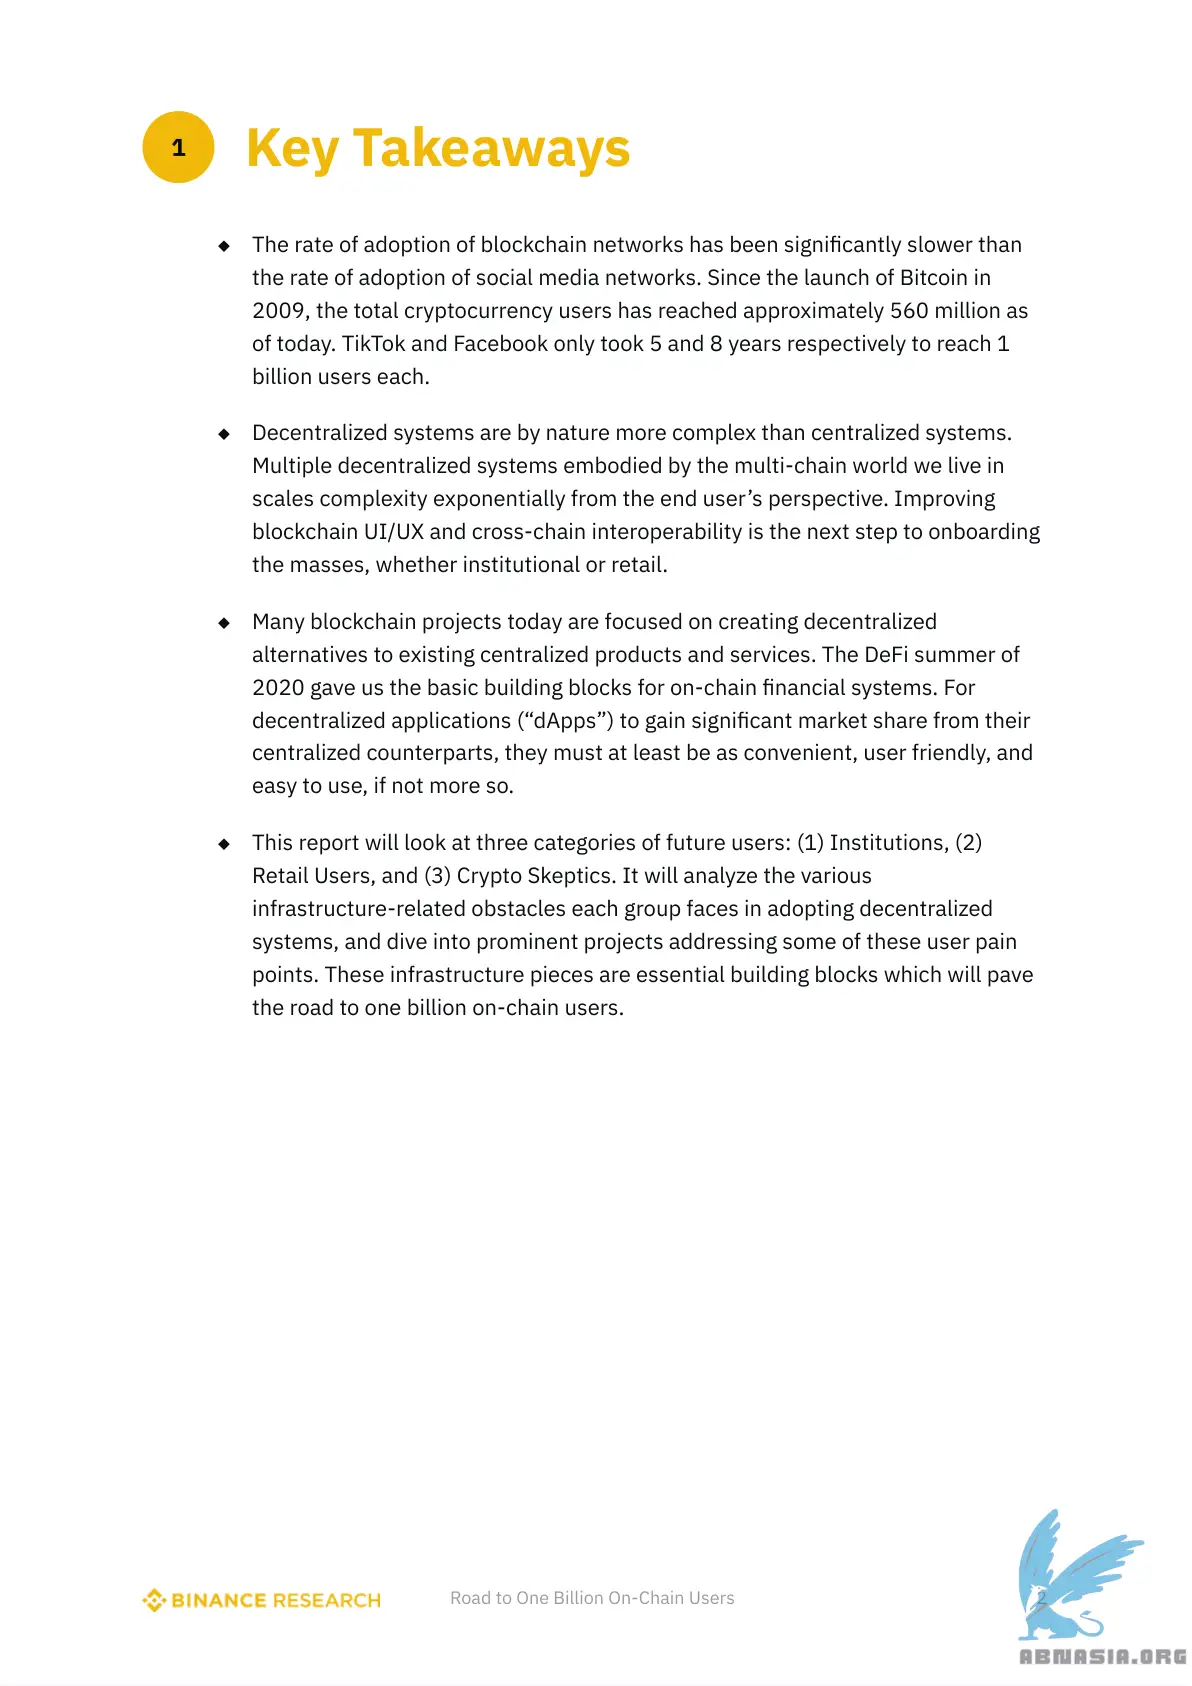 1
Key Takeaways
◆ The rate of adoption of blockchain networks has been significantly slower than
the rate of adoption of social media networks. Since the launch of Bitcoin in
2009, the total cryptocurrency users has reached approximately 560 million as
of today. TikTok and Facebook only took 5 and 8 years respectively to reach 1
billion users each.
◆ Decentralized systems are by nature more complex than centralized systems.
Multiple decentralized systems embodied by the multi-chain world we live in
scales complexity exponentially from the end user’s perspective. Improving
blockchain UI/UX and cross-chain interoperability is the next step to onboarding
the masses, whether institutional or retail.
◆ Many blockchain projects today are focused on creating decentralized
alternatives to existing centralized products and services. The DeFi summer of
2020 gave us the basic building blocks for on-chain financial systems. For
decentralized applications (“dApps”) to gain significant market share from their
centralized counterparts, they must at least be as convenient, user friendly, and
easy to use, if not more so.
◆ This report will look at three categories of future users: (1) Institutions, (2)
Retail Users, and (3) Crypto Skeptics. It will analyze the various
infrastructure-related obstacles each group faces in adopting decentralized
systems, and dive into prominent projects addressing some of these user pain
points. These infrastructure pieces are essential building blocks which will pave
the road to one billion on-chain users.
BINANCE RESEARCH
Road to One Billion On-Chain Users
2
ABNASIA.ORG